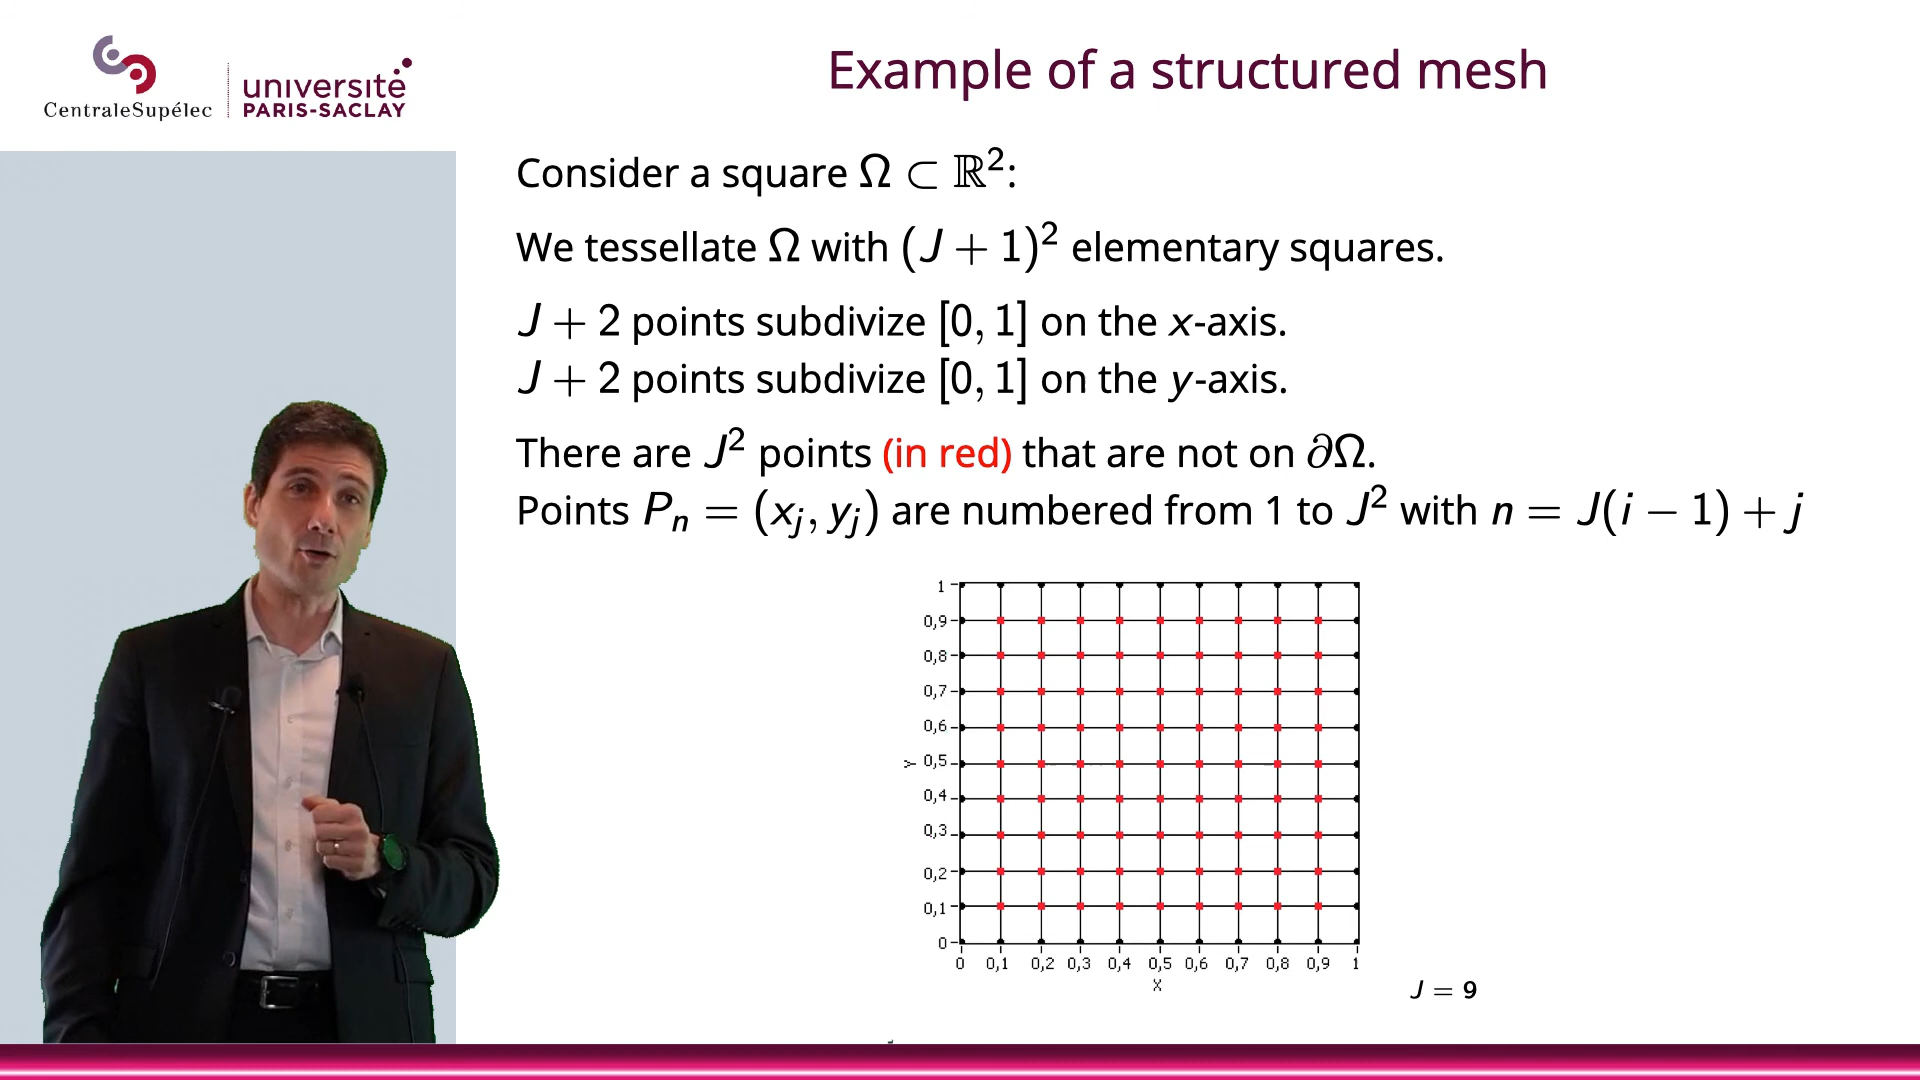 CentraleSupélec
université
PARIS-SACLAY
Example of a structured mesh
Consider a square Ω ⊂ ℝ²:
We tessellate Ω with (J + 1)² elementary squares.
J + 2 points subdivize [0, 1] on the x-axis.
J + 2 points subdivize [0, 1] on the y-axis.
There are J² points (in red) that are not on ∂Ω.
Points Pₙ = (xⱼ, yⱼ) are numbered from 1 to J² with n = J(i − 1) + j
1
0,9
0,8
0,7
0,6
Y 0,5
0,4
0,3
0,2
0,1
0
0 0,1 0,2 0,3 0,4 0,5 0,6 0,7 0,8 0,9 1
X
J = 9